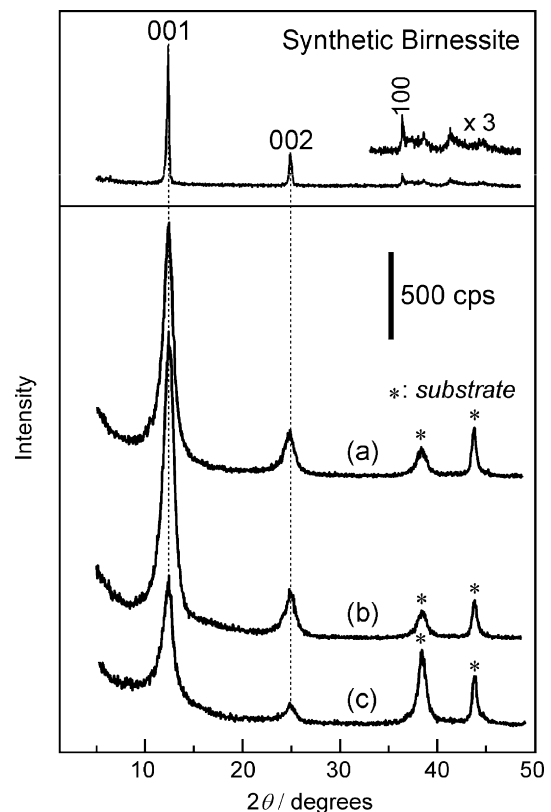 001
Synthetic Birnessite
002
100
x 3
500 cps
*: substrate
Intensity
*
*
(a)
*
*
(b)
*
*
(c)
10
20
30
40
50
2θ / degrees